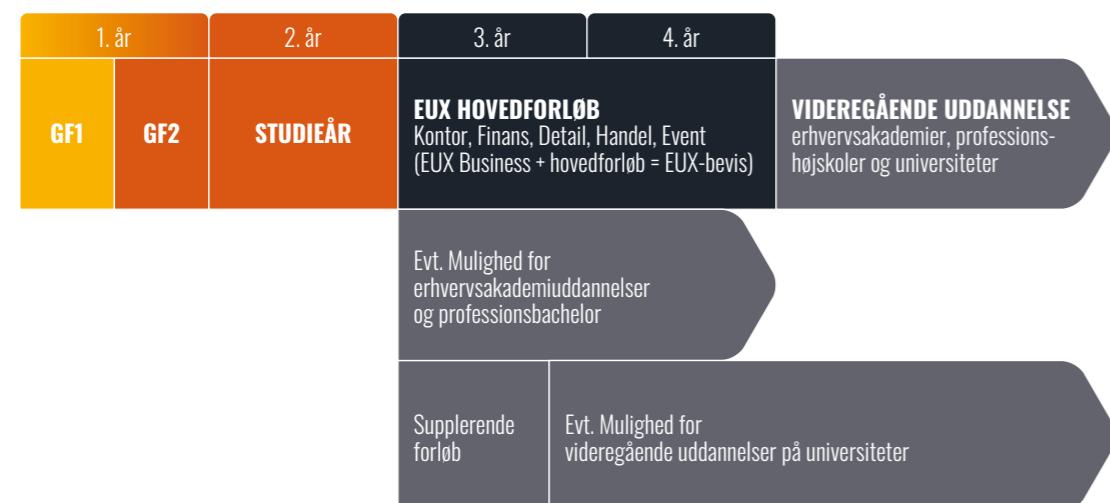 1. år
2. år
3. år
4. år
GF1
GF2
STUDIEÅR
EUX HOVEDFORLØB
Kontor, Finans, Detail, Handel, Event
(EUX Business + hovedforløb = EUX-bevis)
VIDEREGÅENDE UDDANNELSE
erhvervsakademier, professions-
højskoler og universiteter
Evt. Mulighed for
erhvervsakademiuddannelser
og professionsbachelor
Supplerende
forløb
Evt. Mulighed for
videregående uddannelser på universiteter